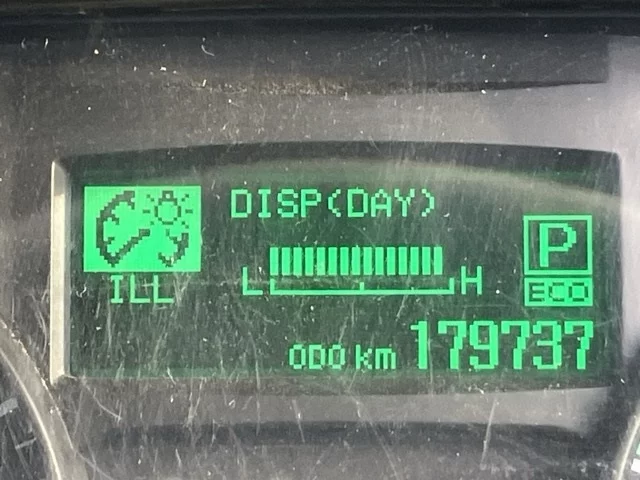 DISP(DAY)
P
ILL
L H
ECO
ODO km 179737